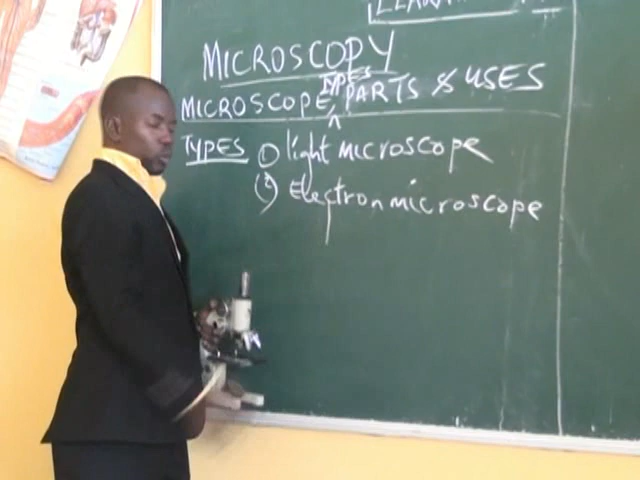 MICROSCOPY
TYPES
MICROSCOPE, PARTS & USES
TYPES ① light microscope
② Electron microscope